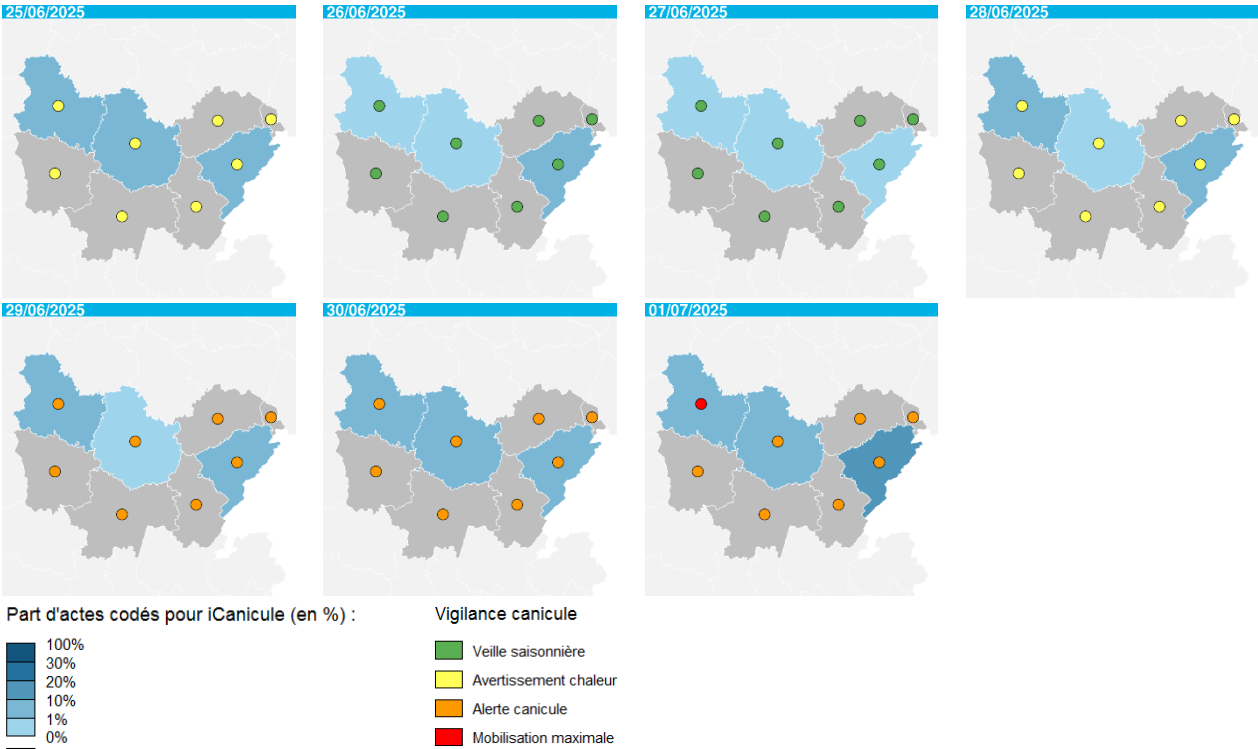 25/06/2025
26/06/2025
27/06/2025
28/06/2025
29/06/2025
30/06/2025
01/07/2025
Part d'actes codés pour iCanicule (en %) :
100%
30%
20%
10%
1%
0%
Vigilance canicule
Veille saisonnière
Avertissement chaleur
Alerte canicule
Mobilisation maximale